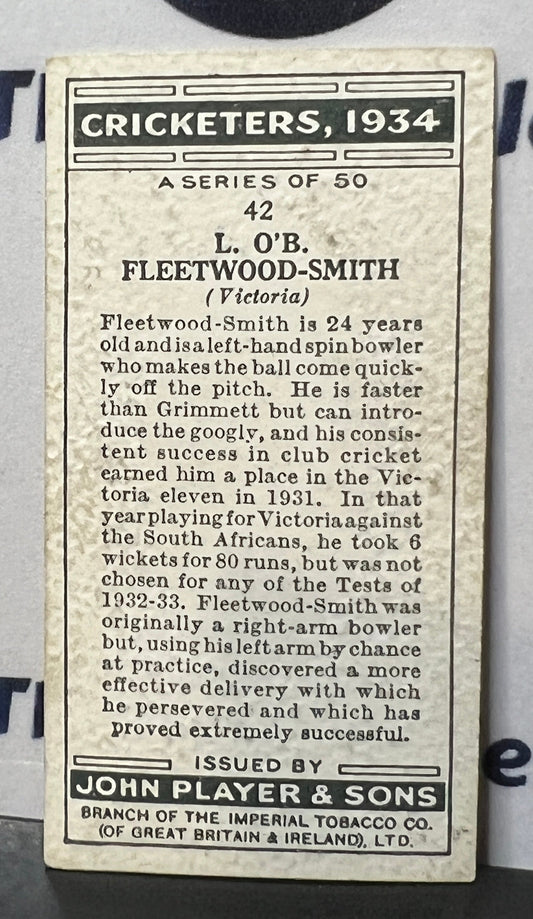 CRICKETERS, 1934
A SERIES OF 50
42
L. O'B.
FLEETWOOD-SMITH
(Victoria)
Fleetwood-Smith is 24 years
old and is a left-hand spin bowler
who makes the ball come quick-
ly off the pitch. He is faster
than Grimmett but can intro-
duce the googly, and his consis-
tent success in club cricket
earned him a place in the Vic-
toria eleven in 1931. In that
year playing for Victoria against
the South Africans, he took 6
wickets for 80 runs, but was not
chosen for any of the Tests of
1932-33. Fleetwood-Smith was
originally a right-arm bowler
but, using his left arm by chance
at practice, discovered a more
effective delivery with which
he persevered and which has
proved extremely successful.
ISSUED BY
JOHN PLAYER & SONS
BRANCH OF THE IMPERIAL TOBACCO CO.
(OF GREAT BRITAIN & IRELAND), LTD.